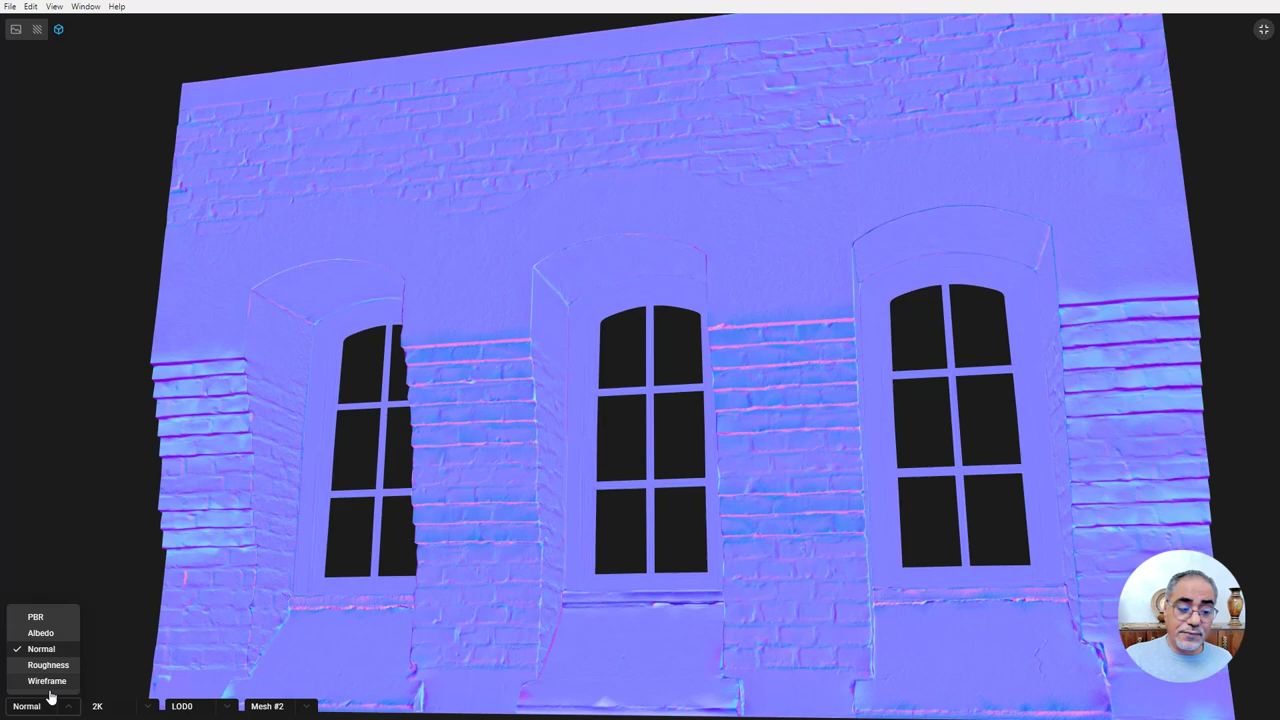 File Edit View Window Help
PBR
Albedo
Normal
Roughness
Wireframe
Normal 2K LOD0 Mesh #2